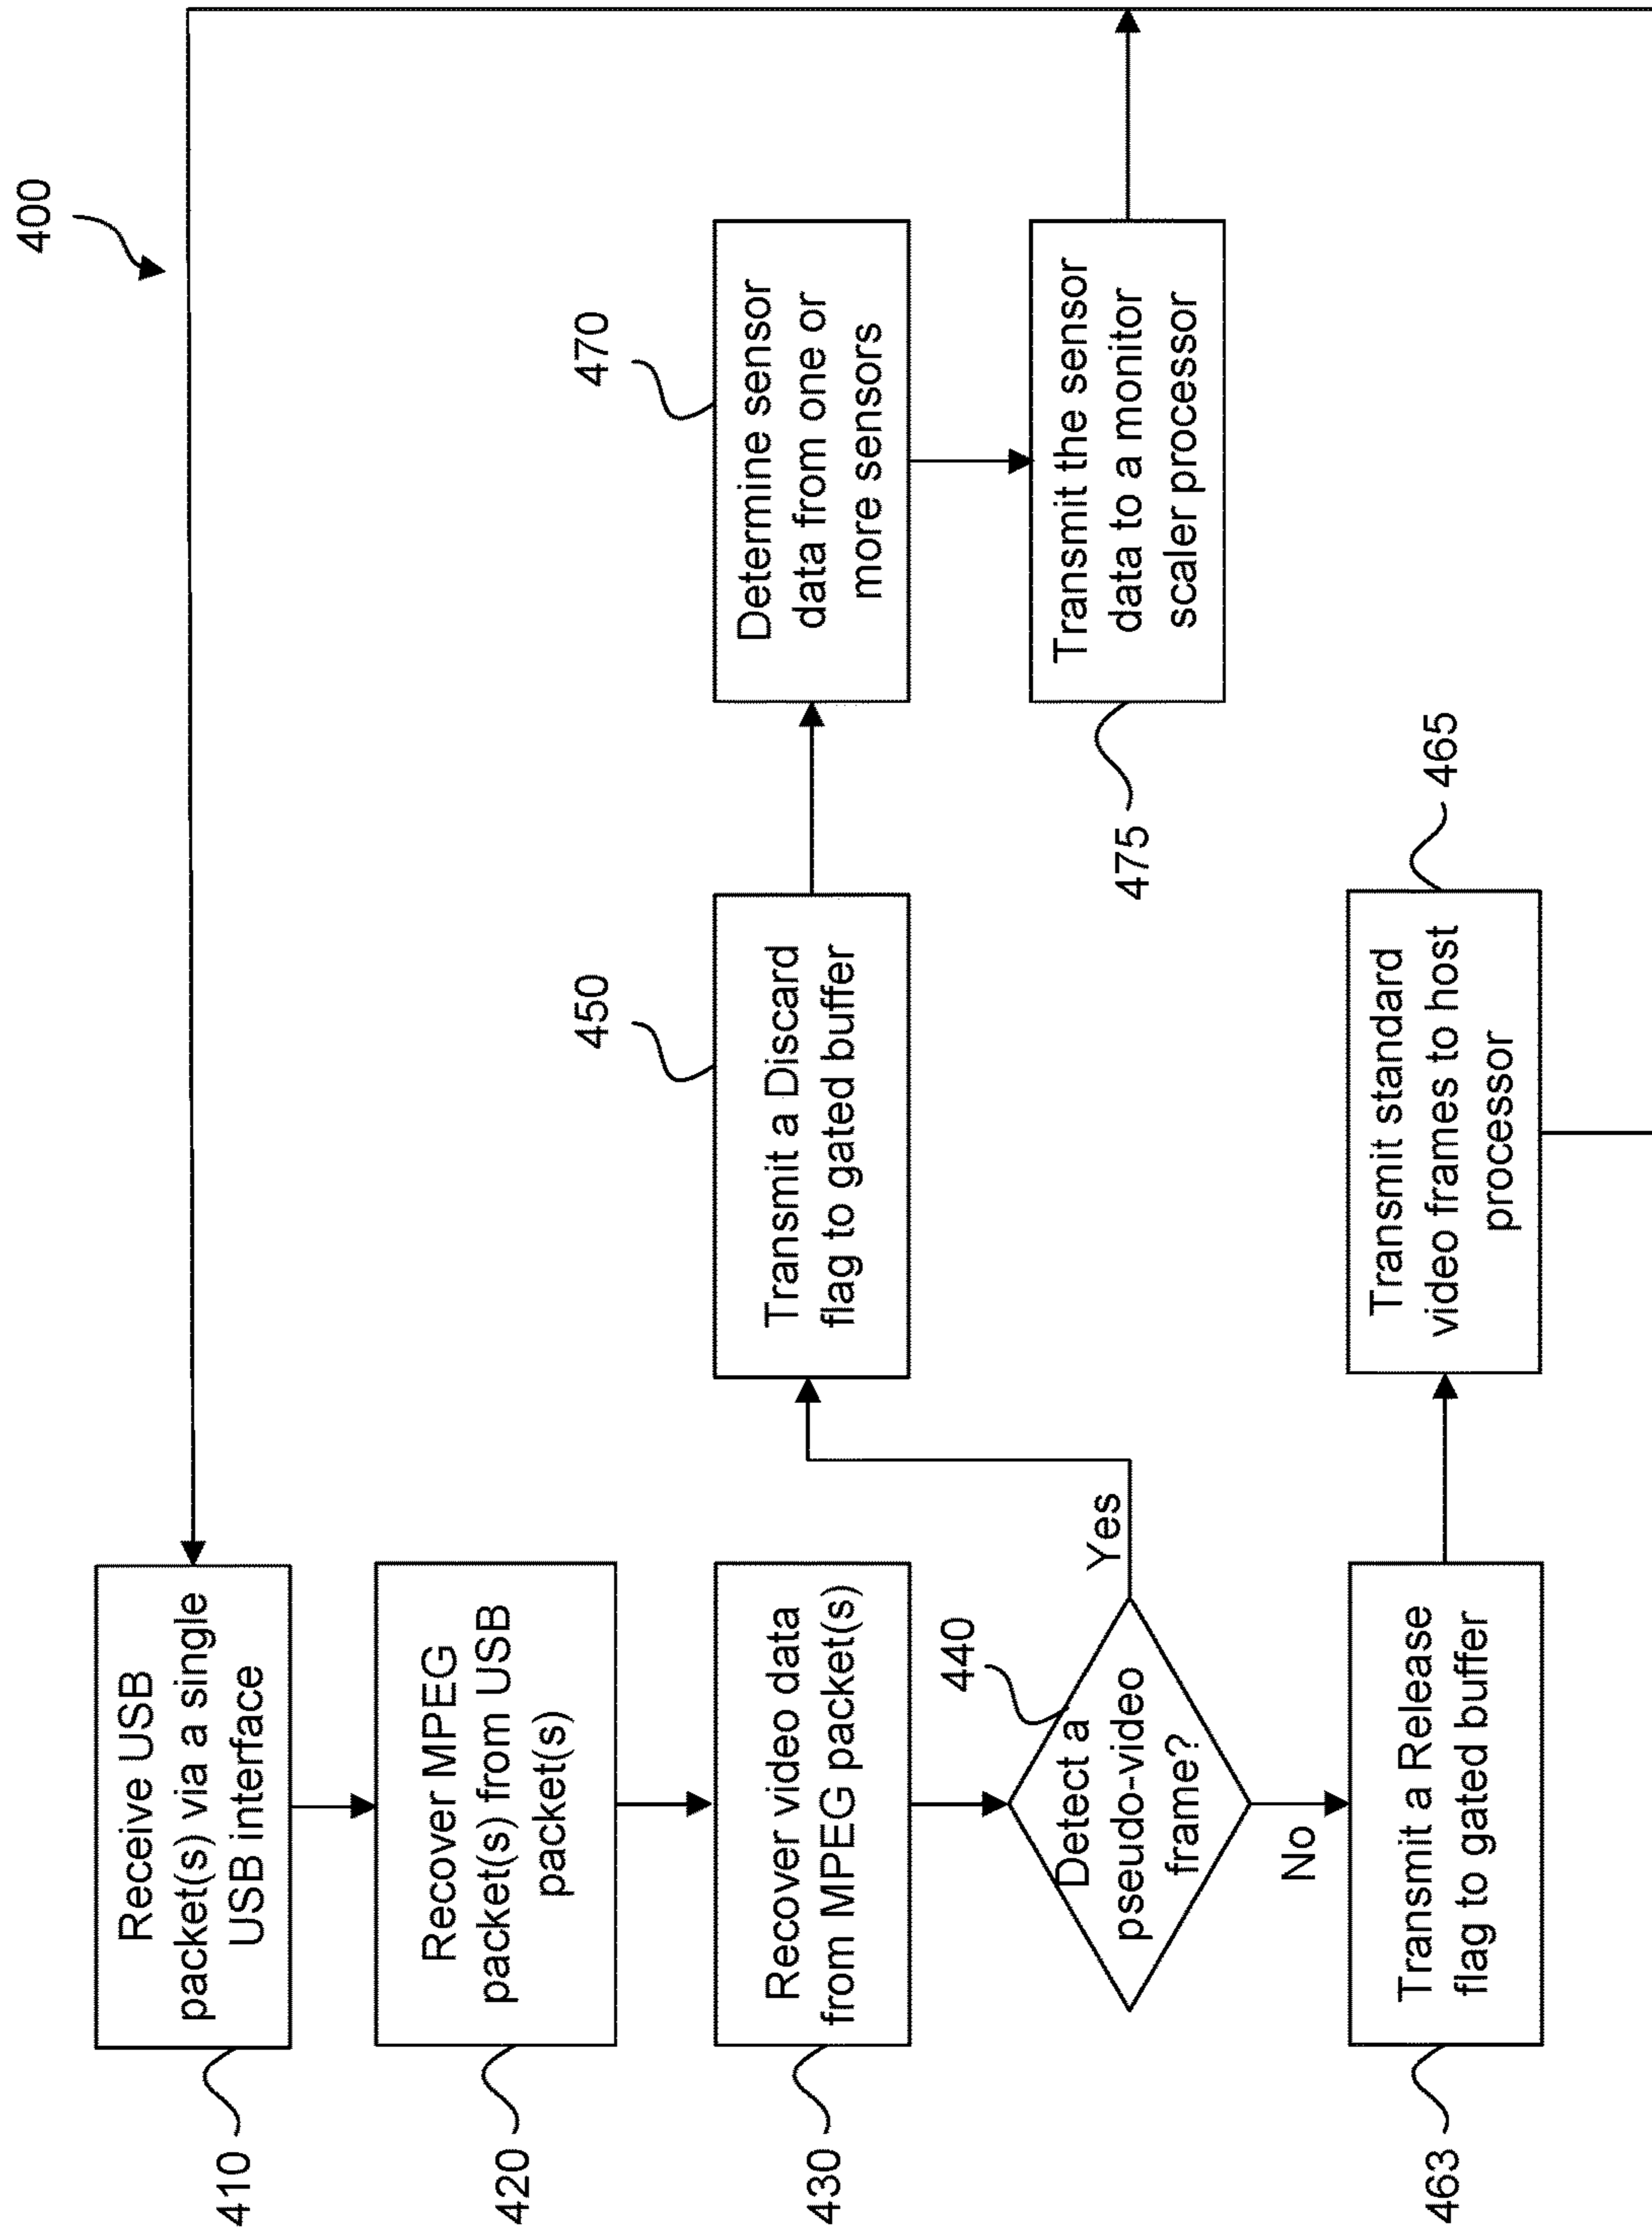 400
410
Receive USB
packet(s) via a single
USB interface
420
Recover MPEG
packet(s) from USB
packet(s)
430
Recover video data
from MPEG packet(s)
440
Detect a
pseudo-video
frame?
Yes
No
450
Transmit a Discard
flag to gated buffer
470
Determine sensor
data from one or
more sensors
475
Transmit the sensor
data to a monitor
scaler processor
463
Transmit a Release
flag to gated buffer
465
Transmit standard
video frames to host
processor